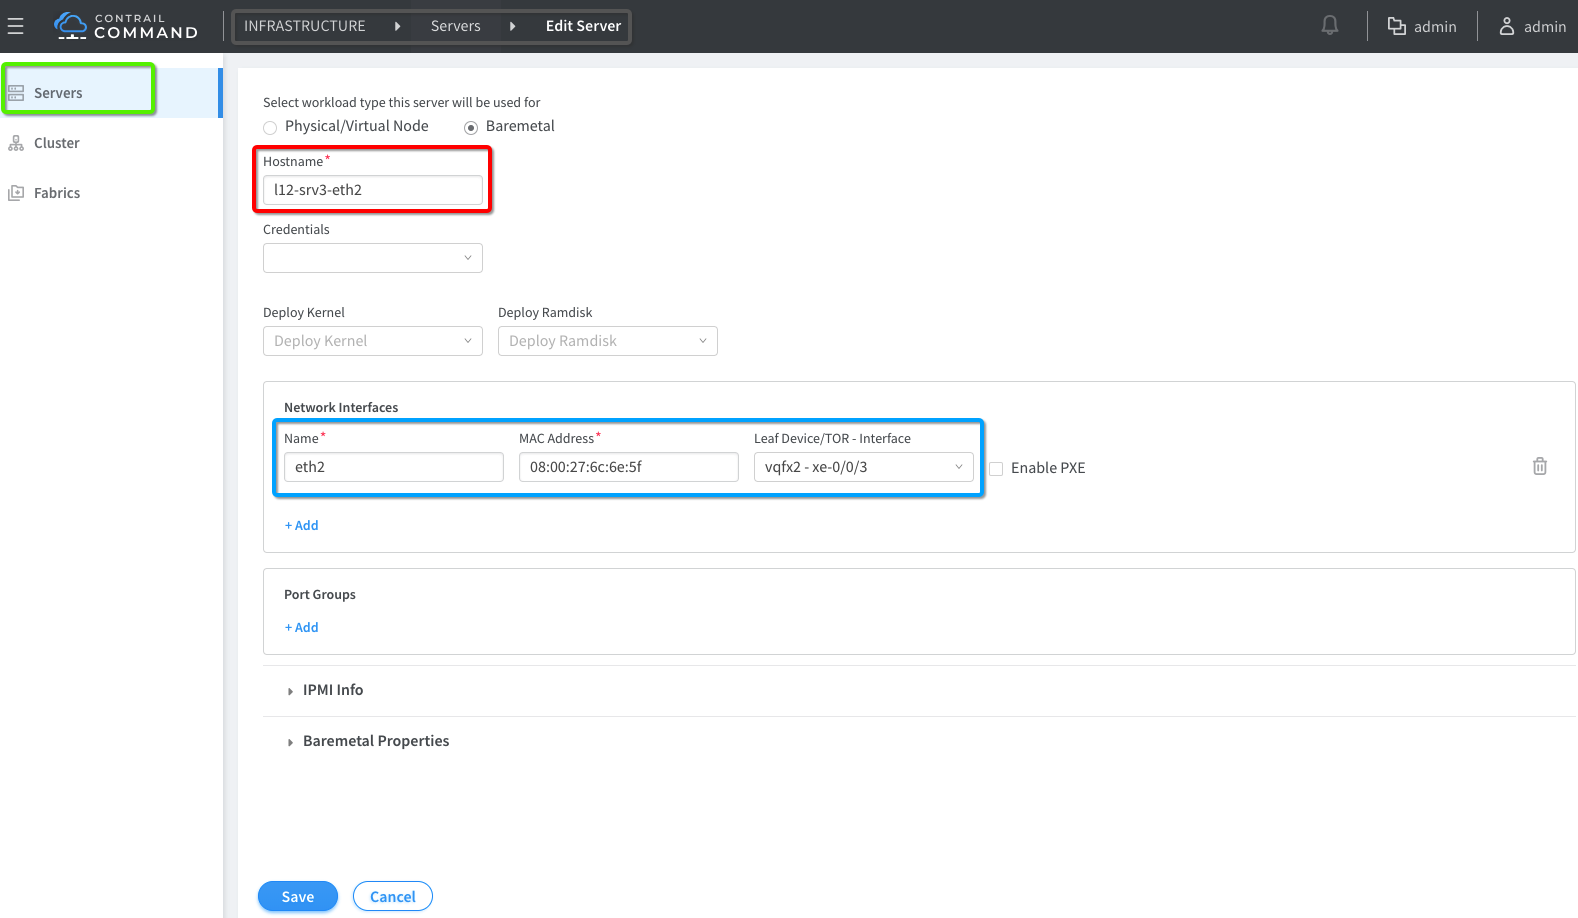 CONTRAIL
COMMAND
INFRASTRUCTURE Servers Edit Server
admin admin
Servers
Cluster
Fabrics
Select workload type this server will be used for
Physical/Virtual Node Baremetal
Hostname*
l12-srv3-eth2
Credentials
Deploy Kernel Deploy Ramdisk
Deploy Kernel Deploy Ramdisk
Network Interfaces
Name* MAC Address* Leaf Device/TOR - Interface
eth2 08:00:27:6c:6e:5f vqfx2 - xe-0/0/3 Enable PXE
+ Add
Port Groups
+ Add
IPMI Info
Baremetal Properties
Save Cancel